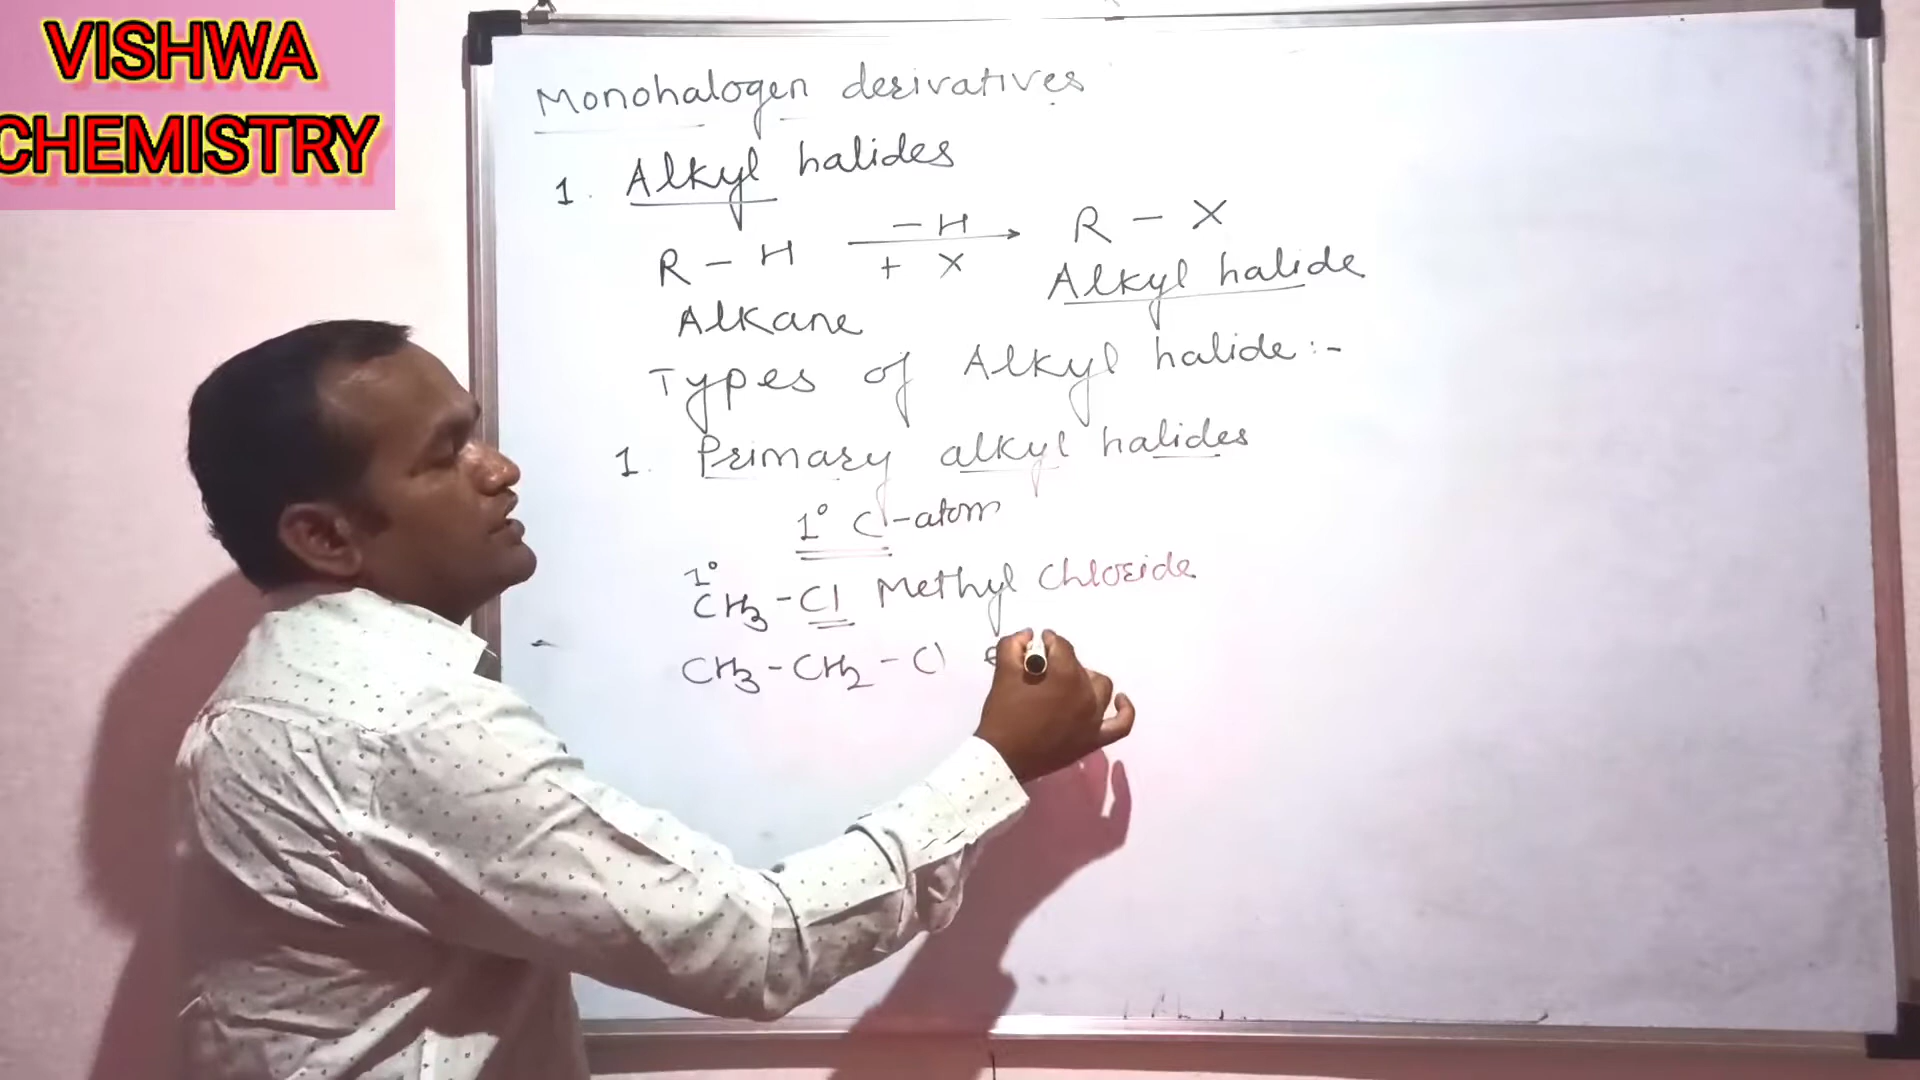 VISHWA
CHEMISTRY
Monohalogen derivatives
1. Alkyl halides
R - H - H + X → R - X
Alkane Alkyl halide
Types of Alkyl halide :-
1. Primary alkyl halides
1° C-atom
1°
CH3 - Cl Methyl chloride
CH3 - CH2 - Cl